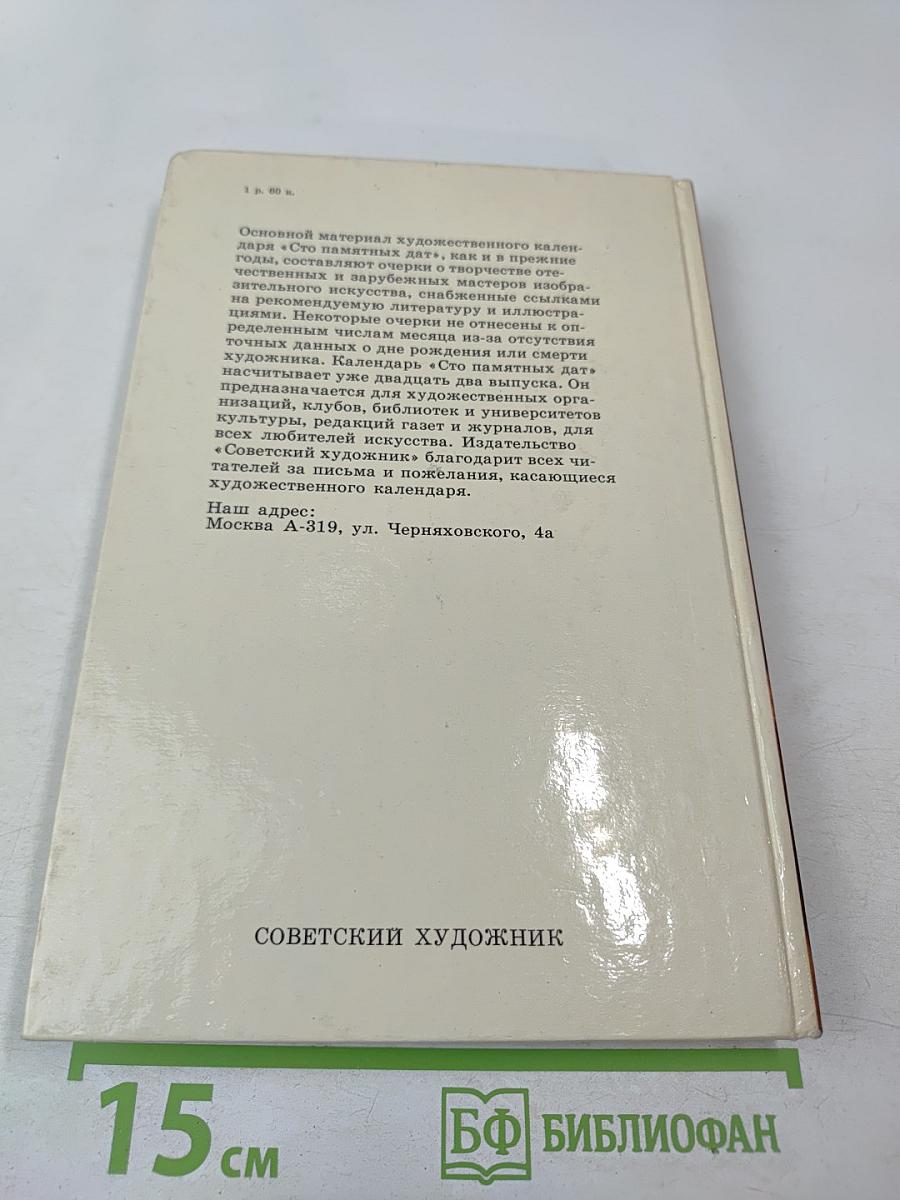 1 р. 60 к.
Основной материал художественного кален-
даря «Сто памятных дат», как и в прежние
годы, составляют очерки о творчестве оте-
чественных и зарубежных мастеров изобра-
зительного искусства, снабженные ссылками
на рекомендуемую литературу и иллюстра-
циями. Некоторые очерки не отнесены к оп-
ределенным числам месяца из-за отсутствия
точных данных о дне рождения или смерти
художника. Календарь «Сто памятных дат»
насчитывает уже двадцать два выпуска. Он
предназначается для художественных орга-
низаций, клубов, библиотек и университетов
культуры, редакций газет и журналов, для
всех любителей искусства. Издательство
«Советский художник» благодарит всех чи-
тателей за письма и пожелания, касающиеся
художественного календаря.
Наш адрес:
Москва А-319, ул. Черняховского, 4а
СОВЕТСКИЙ ХУДОЖНИК
15 см
БФ БИБЛИОФАН